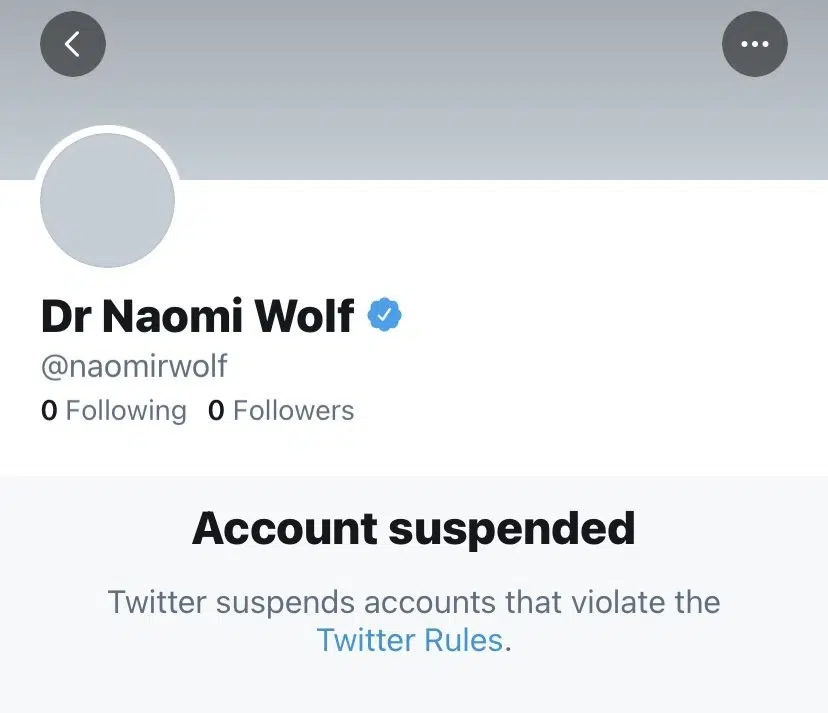 Dr Naomi Wolf
@naomirwolf
0 Following 0 Followers
Account suspended
Twitter suspends accounts that violate the
Twitter Rules.